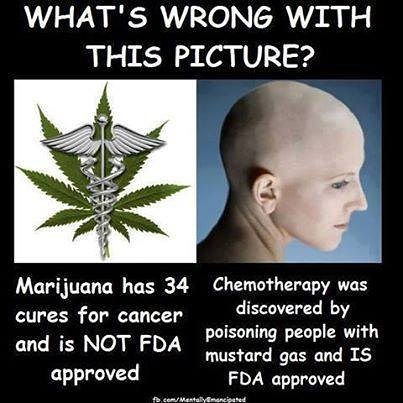 WHAT'S WRONG WITH
THIS PICTURE?
Marijuana has 34
cures for cancer
and is NOT FDA
approved
Chemotherapy was
discovered by
poisoning people with
mustard gas and IS
FDA approved
fb.com/MentallyEmancipated